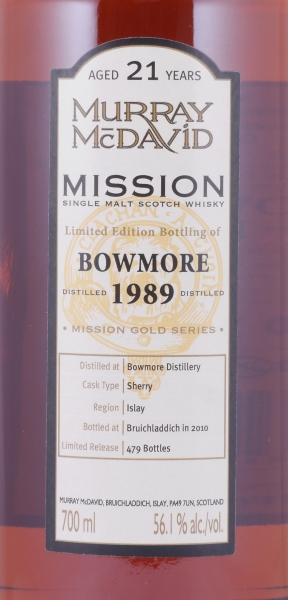 AGED 21 YEARS
MURRAY
McDAVID
MISSION
SINGLE MALT SCOTCH WHISKY
Limited Edition Bottling of
BOWMORE
DISTILLED 1989 DISTILLED
• MISSION GOLD SERIES •
Distilled at Bowmore Distillery
Cask Type Sherry
Region Islay
Bottled at Bruichladdich in 2010
Limited Release 479 Bottles
MURRAY McDAVID, BRUICHLADDICH, ISLAY, PA49 7UN, SCOTLAND
700 ml 56.1 % alc./vol.